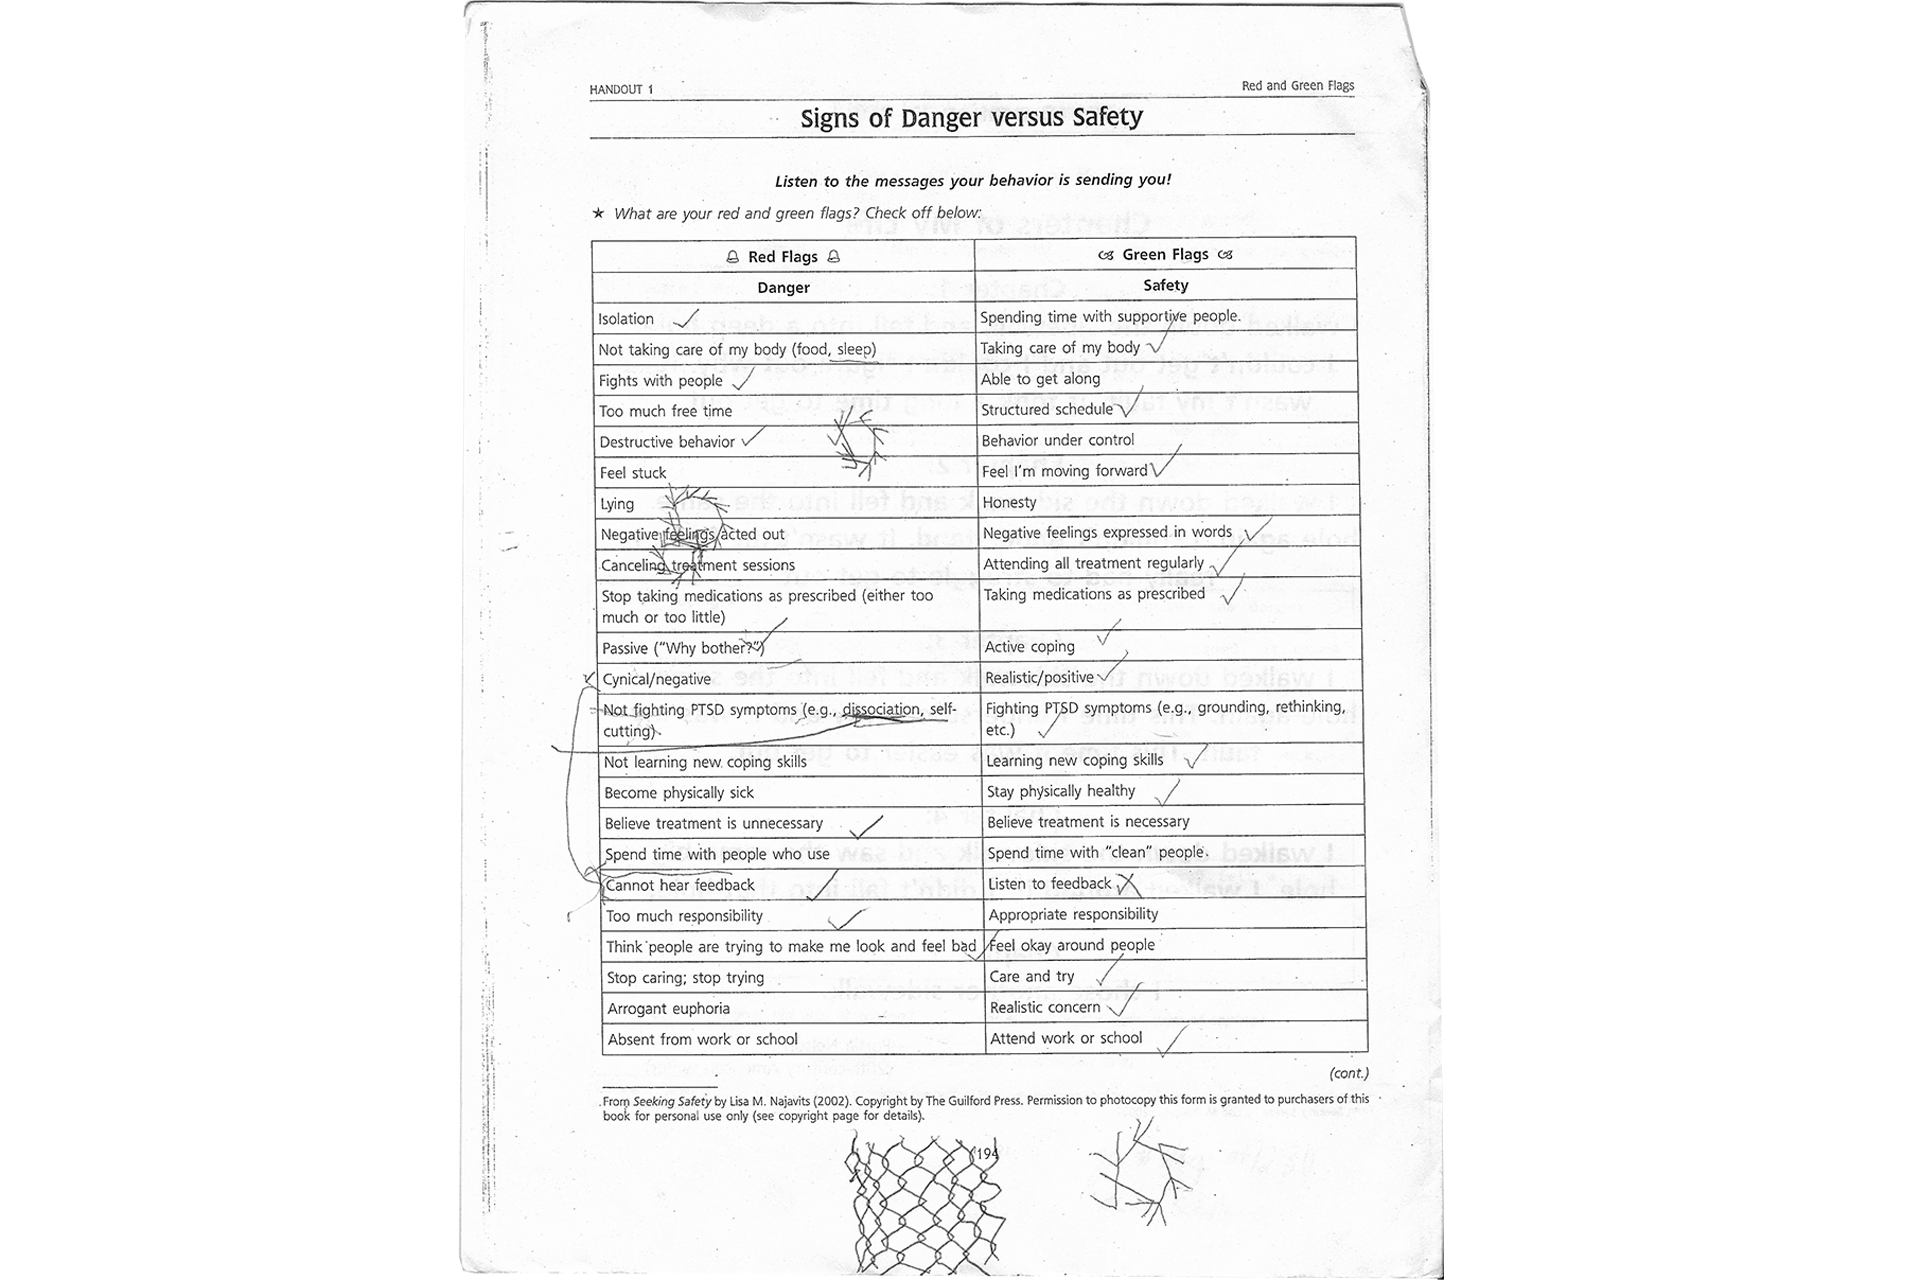 HANDOUT 1 Red and Green Flags
Signs of Danger versus Safety
Listen to the messages your behavior is sending you!
★ What are your red and green flags? Check off below:
Red Flags Green Flags
Danger Safety
Isolation ✓ Spending time with supportive people.
Not taking care of my body (food, sleep) Taking care of my body ✓
Fights with people ✓ Able to get along
Too much free time Structured schedule ✓
Destructive behavior ✓ Behavior under control
Feel stuck Feel I'm moving forward ✓
Lying Honesty
Negative feelings acted out Negative feelings expressed in words ✓
Canceling treatment sessions Attending all treatment regularly ✓
Stop taking medications as prescribed (either too Taking medications as prescribed ✓
much or too little)
Passive ("Why bother?") ✓ Active coping ✓
✓ Cynical/negative Realistic/positive ✓
Not fighting PTSD symptoms (e.g., dissociation, self- Fighting PTSD symptoms (e.g., grounding, rethinking,
cutting). etc.) ✓
Not learning new coping skills Learning new coping skills ✓
Become physically sick Stay physically healthy ✓
Believe treatment is unnecessary ✓ Believe treatment is necessary
Spend time with people who use Spend time with "clean" people.
Cannot hear feedback ✓ Listen to feedback
Too much responsibility ✓ Appropriate responsibility
Think people are trying to make me look and feel bad ✓ Feel okay around people
Stop caring; stop trying Care and try ✓
Arrogant euphoria Realistic concern ✓
Absent from work or school Attend work or school ✓
(cont.)
From Seeking Safety by Lisa M. Najavits (2002). Copyright by The Guilford Press. Permission to photocopy this form is granted to purchasers of this
book for personal use only (see copyright page for details).
194